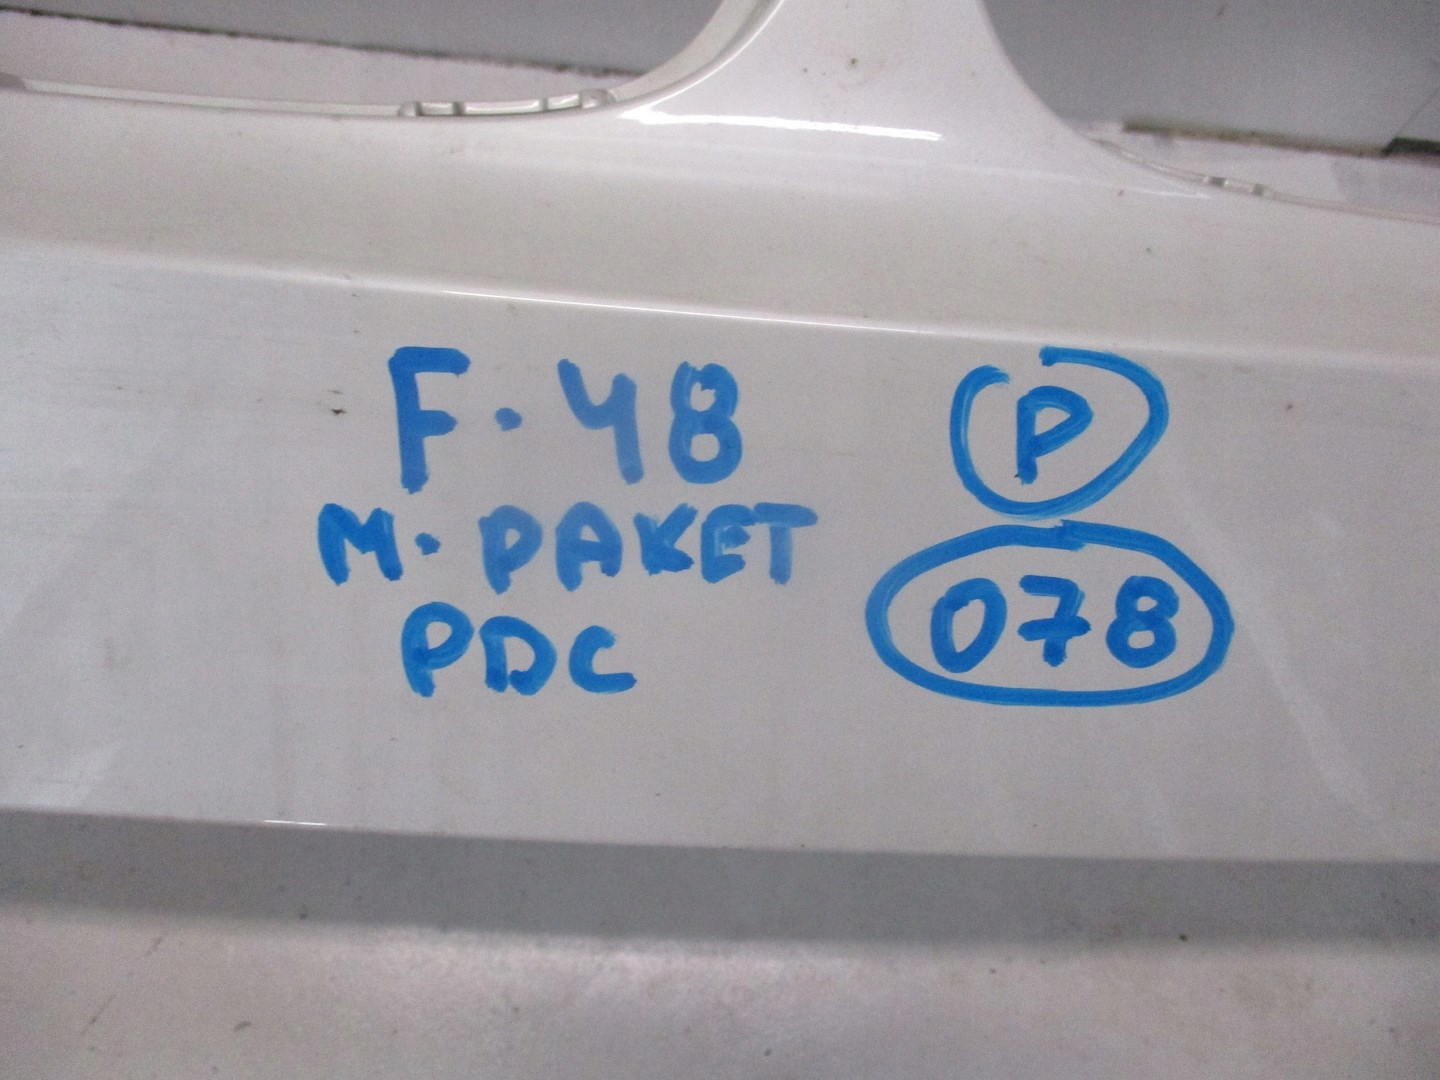 F. 48
M. PAKET
PDC
P
078